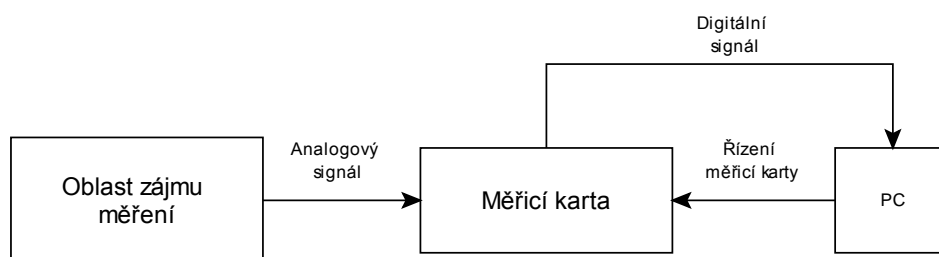 Digitální
signál
Oblast zájmu
měření
Analogový
signál
Měřicí karta
Řízení
měřicí karty
PC